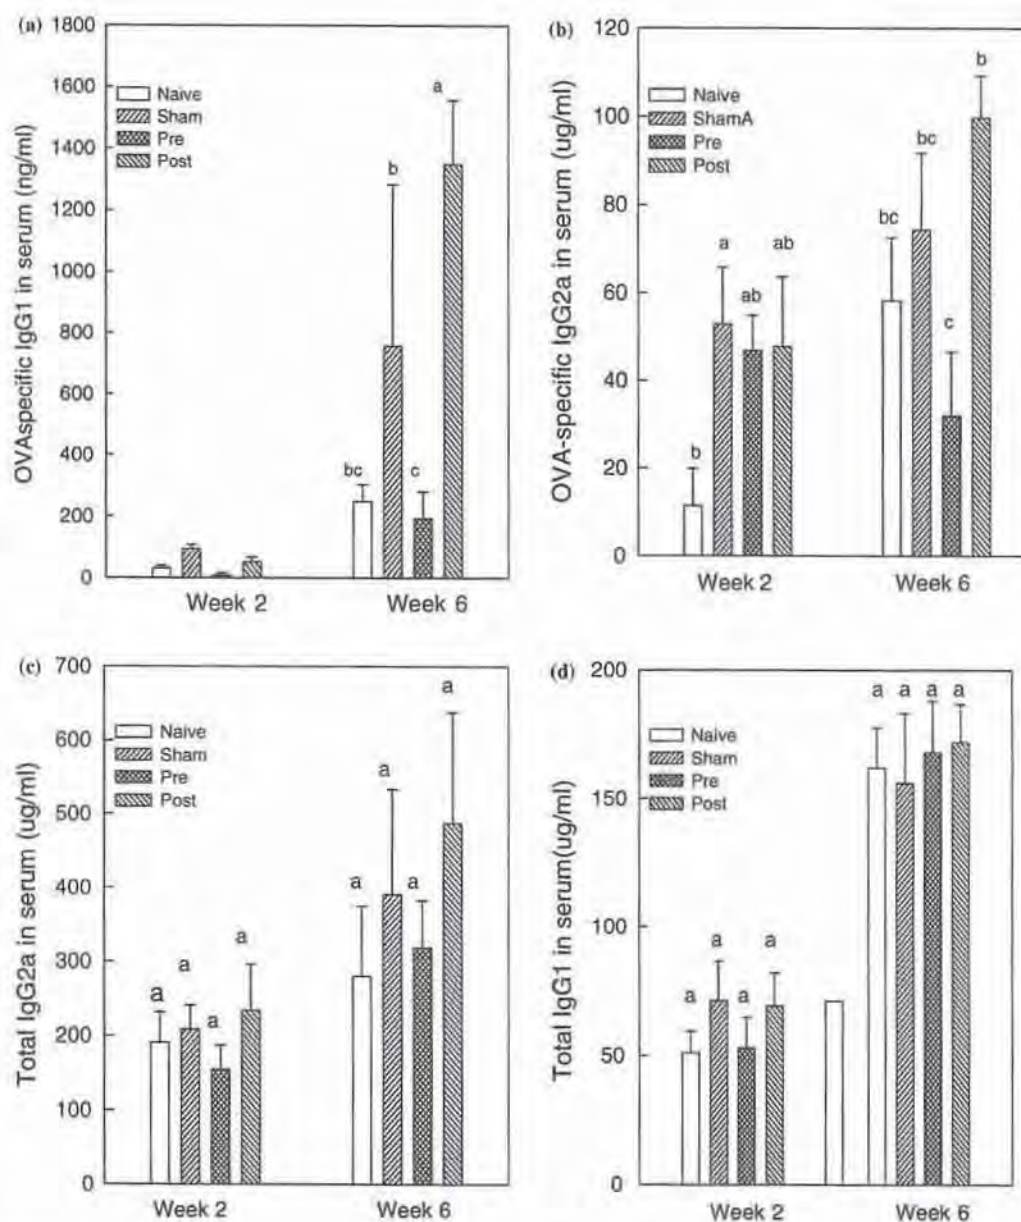 (a)
OVAspecific IgG1 in serum (ng/ml)
1800
1600
1400
1200
1000
800
600
400
200
0
Naive
Sham
Pre
Post
bc
b
c
a
Week 2
Week 6
(b)
OVA-specific IgG2a in serum (ug/ml)
120
100
80
60
40
20
0
Naive
ShamA
Pre
Post
b
a
ab
ab
bc
bc
c
b
Week 2
Week 6
(c)
Total IgG2a in serum (ug/ml)
700
600
500
400
300
200
100
0
Naive
Sham
Pre
Post
a
a
a
a
a
a
a
a
Week 2
Week 6
(d)
Total IgG1 in serum(ug/ml)
200
150
100
50
0
Naive
Sham
Pre
Post
a
a
a
a
a
a
a
a
Week 2
Week 6